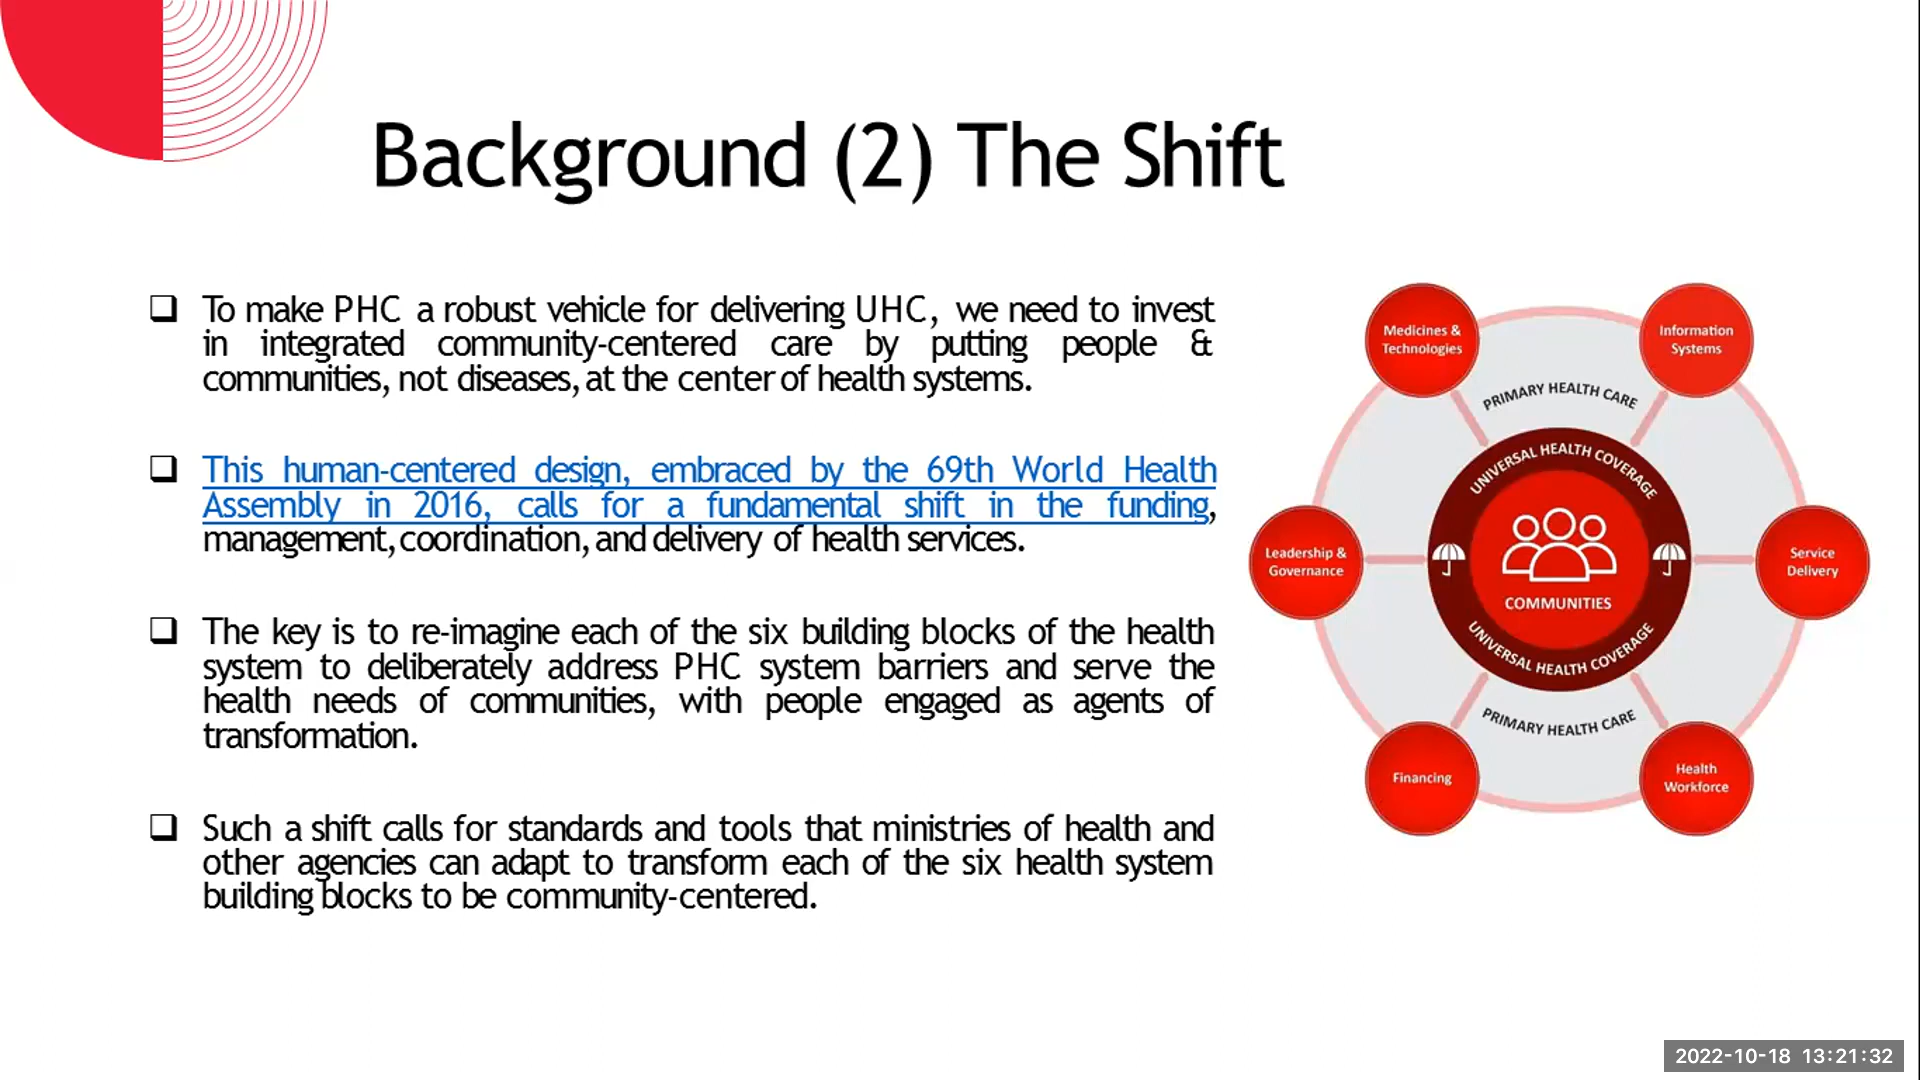 Background (2) The Shift
To make PHC a robust vehicle for delivering UHC, we need to invest
in integrated community-centered care by putting people &
communities, not diseases, at the center of health systems.
This human-centered design, embraced by the 69th World Health
Assembly in 2016, calls for a fundamental shift in the funding,
management, coordination, and delivery of health services.
The key is to re-imagine each of the six building blocks of the health
system to deliberately address PHC system barriers and serve the
health needs of communities, with people engaged as agents of
transformation.
Such a shift calls for standards and tools that ministries of health and
other agencies can adapt to transform each of the six health system
building blocks to be community-centered.
Medicines &
Technologies
Information
Systems
PRIMARY HEALTH CARE
UNIVERSAL HEALTH COVERAGE
Leadership &
Governance
COMMUNITIES
Service
Delivery
UNIVERSAL HEALTH COVERAGE
PRIMARY HEALTH CARE
Financing
Health
Workforce
2022-10-18 13:21:32